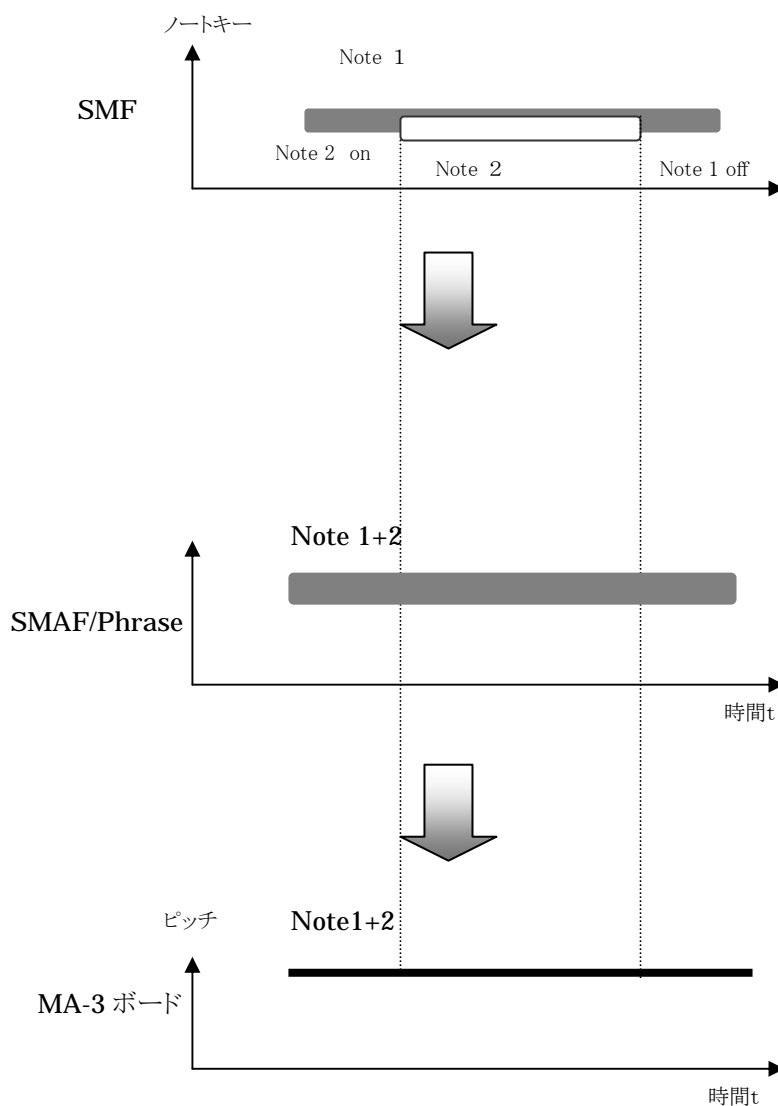 ノートキー
Note 1
SMF
Note 2 on
Note 2
Note 1 off
Note 1+2
SMAF/Phrase
時間t
ピッチ
Note1+2
MA-3 ボード
時間t